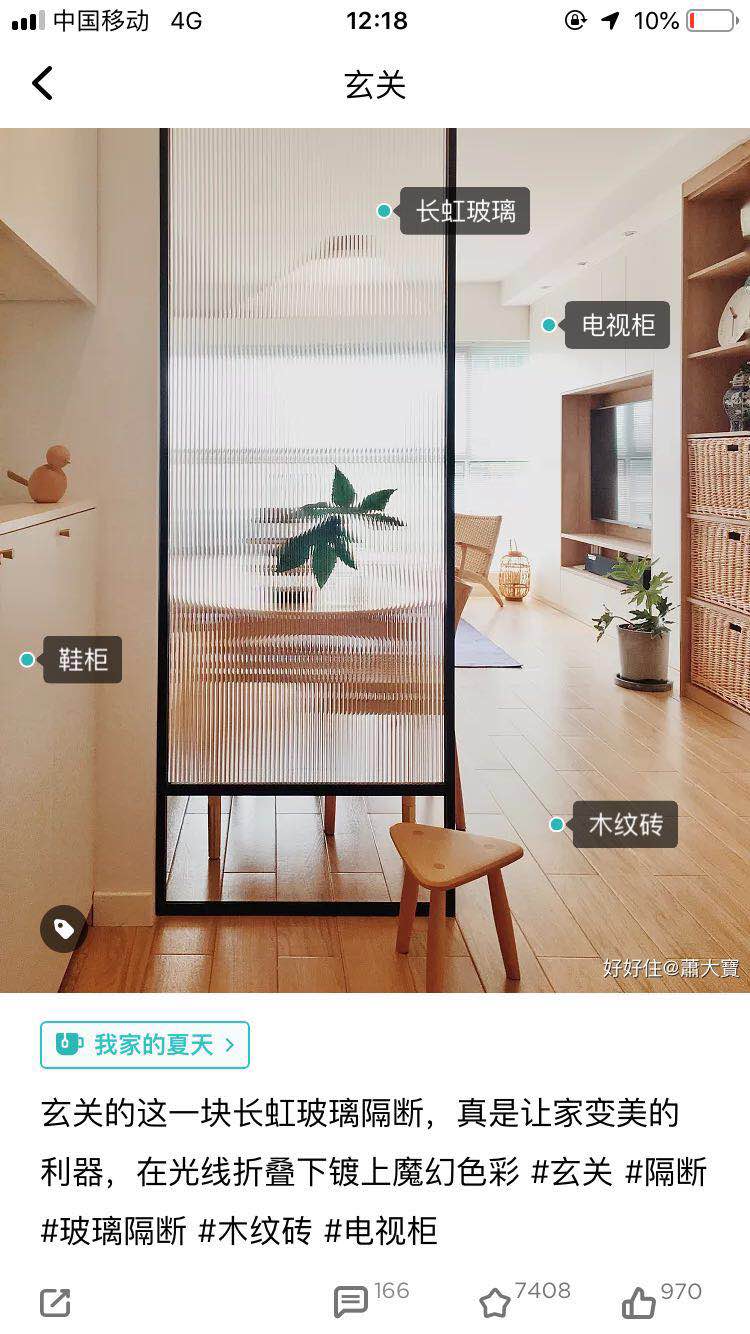 中国移动 4G 12:18 10%
玄关
长虹玻璃
电视柜
鞋柜
木纹砖
好好住@蕭大寶
我家的夏天
玄关的这一块长虹玻璃隔断，真是让家变美的
利器，在光线折叠下镀上魔幻色彩 #玄关 #隔断
#玻璃隔断 #木纹砖 #电视柜
166 7408 970